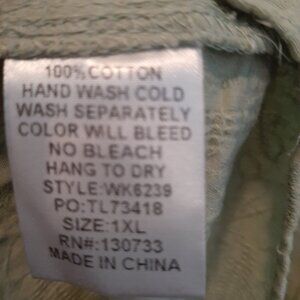 100% COTTON
HAND WASH COLD
WASH SEPARATELY
COLOR WILL BLEED
NO BLEACH
HANG TO DRY
STYLE:WK6239
PO:TL73418
SIZE:1XL
RN#:130733
MADE IN CHINA